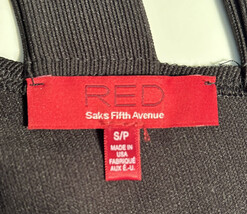 RED
Saks Fifth Avenue
S/P
MADE IN
USA
FABRIQUÉ
AUX É.-U.